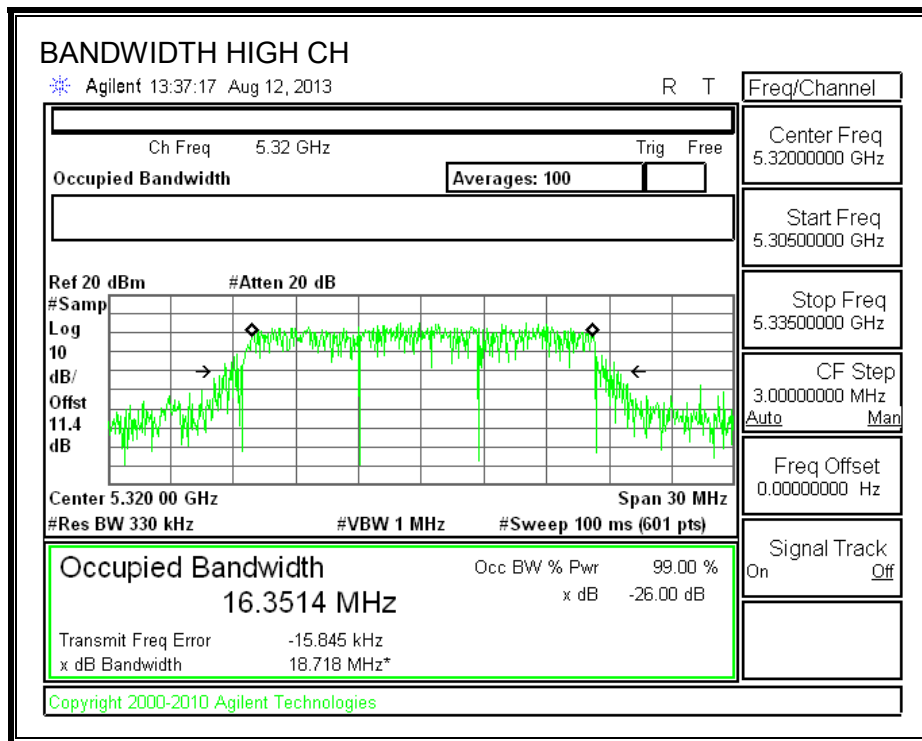 BANDWIDTH HIGH CH
Agilent 13:37:17 Aug 12, 2013 R T
Ch Freq 5.32 GHz Trig Free
Occupied Bandwidth Averages: 100
Ref 20 dBm #Atten 20 dB
#Samp
Log
10
dB/
Offst
11.4
dB
Center 5.320 00 GHz Span 30 MHz
#Res BW 330 kHz #VBW 1 MHz #Sweep 100 ms (601 pts)
Occupied Bandwidth
16.3514 MHz
Occ BW % Pwr 99.00 %
x dB -26.00 dB
Transmit Freq Error -15.845 kHz
x dB Bandwidth 18.718 MHz*
Copyright 2000-2010 Agilent Technologies
Freq/Channel
Center Freq
5.32000000 GHz
Start Freq
5.30500000 GHz
Stop Freq
5.33500000 GHz
CF Step
3.00000000 MHz
Auto Man
Freq Offset
0.00000000 Hz
Signal Track
On Off